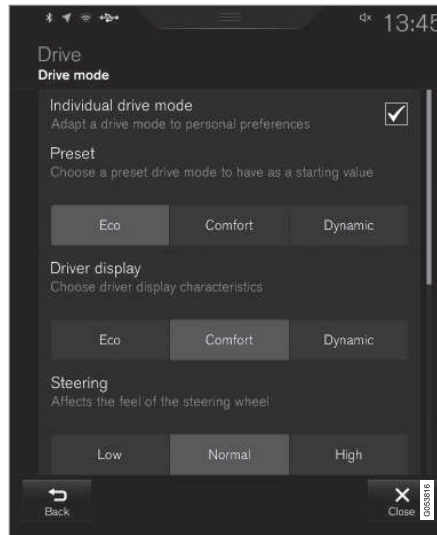 13:45
Drive
Drive mode
Individual drive mode
Adapt a drive mode to personal preferences
Preset
Choose a preset drive mode to have as a starting value
Eco Comfort Dynamic
Driver display
Choose driver display characteristics
Eco Comfort Dynamic
Steering
Affects the feel of the steering wheel
Low Normal High
Back Close
G053816